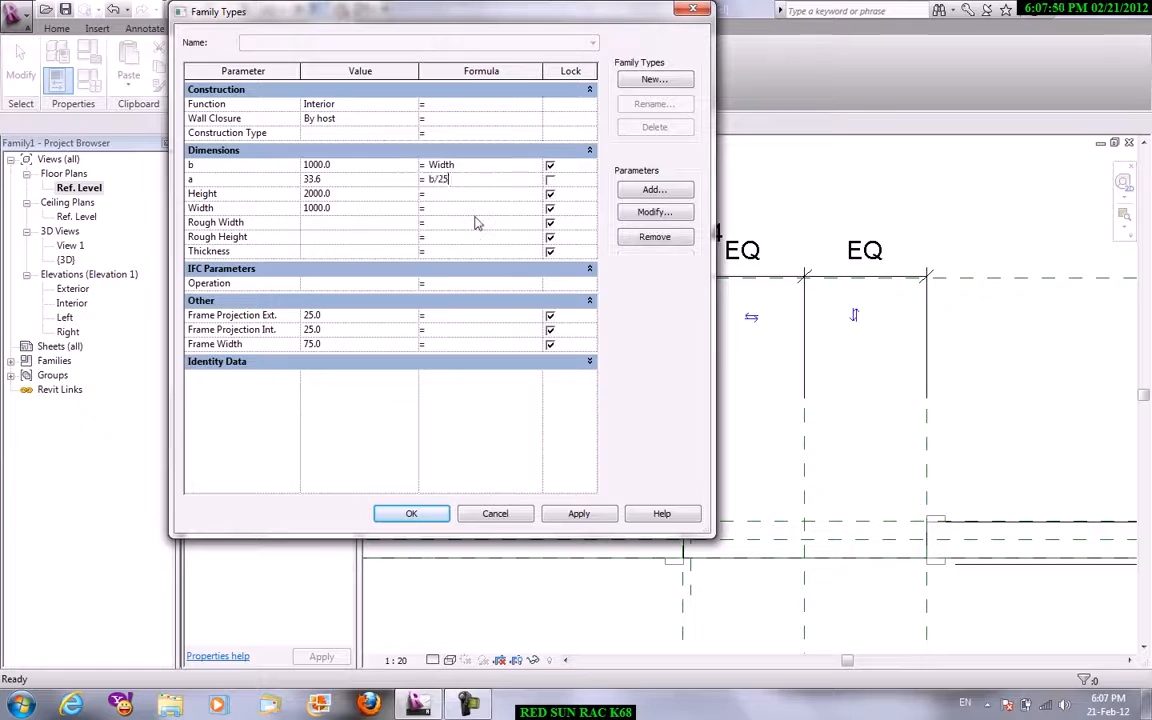 Family Types
Type a keyword or phrase
6:07:50 PM 02/21/2012
Home
Insert
Annotate
Modify
Paste
Select
Properties
Clipboard
Family1 - Project Browser
Views (all)
Floor Plans
Ref. Level
Ceiling Plans
Ref. Level
3D Views
View 1
{3D}
Elevations (Elevation 1)
Exterior
Interior
Left
Right
Sheets (all)
Families
Groups
Revit Links
Name:
Parameter Value Formula Lock
Construction
Function Interior =
Wall Closure By host =
Construction Type =
Dimensions
b 1000.0 = Width
a 33.6 = b/25
Height 2000.0 =
Width 1000.0 =
Rough Width =
Rough Height =
Thickness =
IFC Parameters
Operation =
Other
Frame Projection Ext. 25.0 =
Frame Projection Int. 25.0 =
Frame Width 75.0 =
Identity Data
Family Types
New...
Rename...
Delete
Parameters
Add...
Modify...
Remove
OK
Cancel
Apply
Help
EQ
EQ
Properties help
Apply
1 : 20
Ready
:0
EN
6:07 PM
21-Feb-12
RED SUN RAC K68